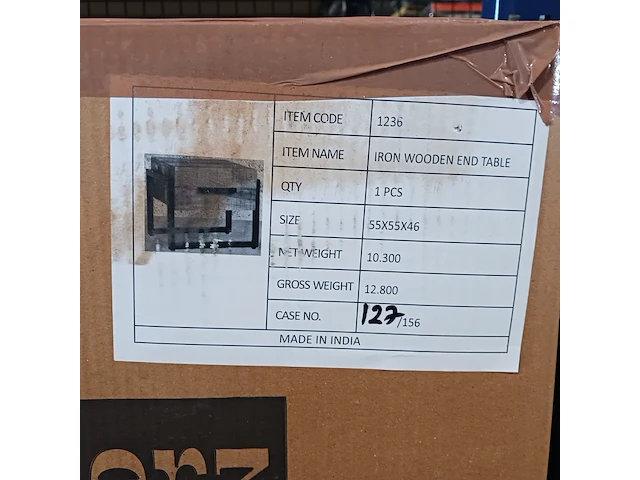 ITEM CODE 1236
ITEM NAME IRON WOODEN END TABLE
QTY 1 PCS
SIZE 55X55X46
NET WEIGHT 10.300
GROSS WEIGHT 12.800
CASE NO. 127/156
MADE IN INDIA